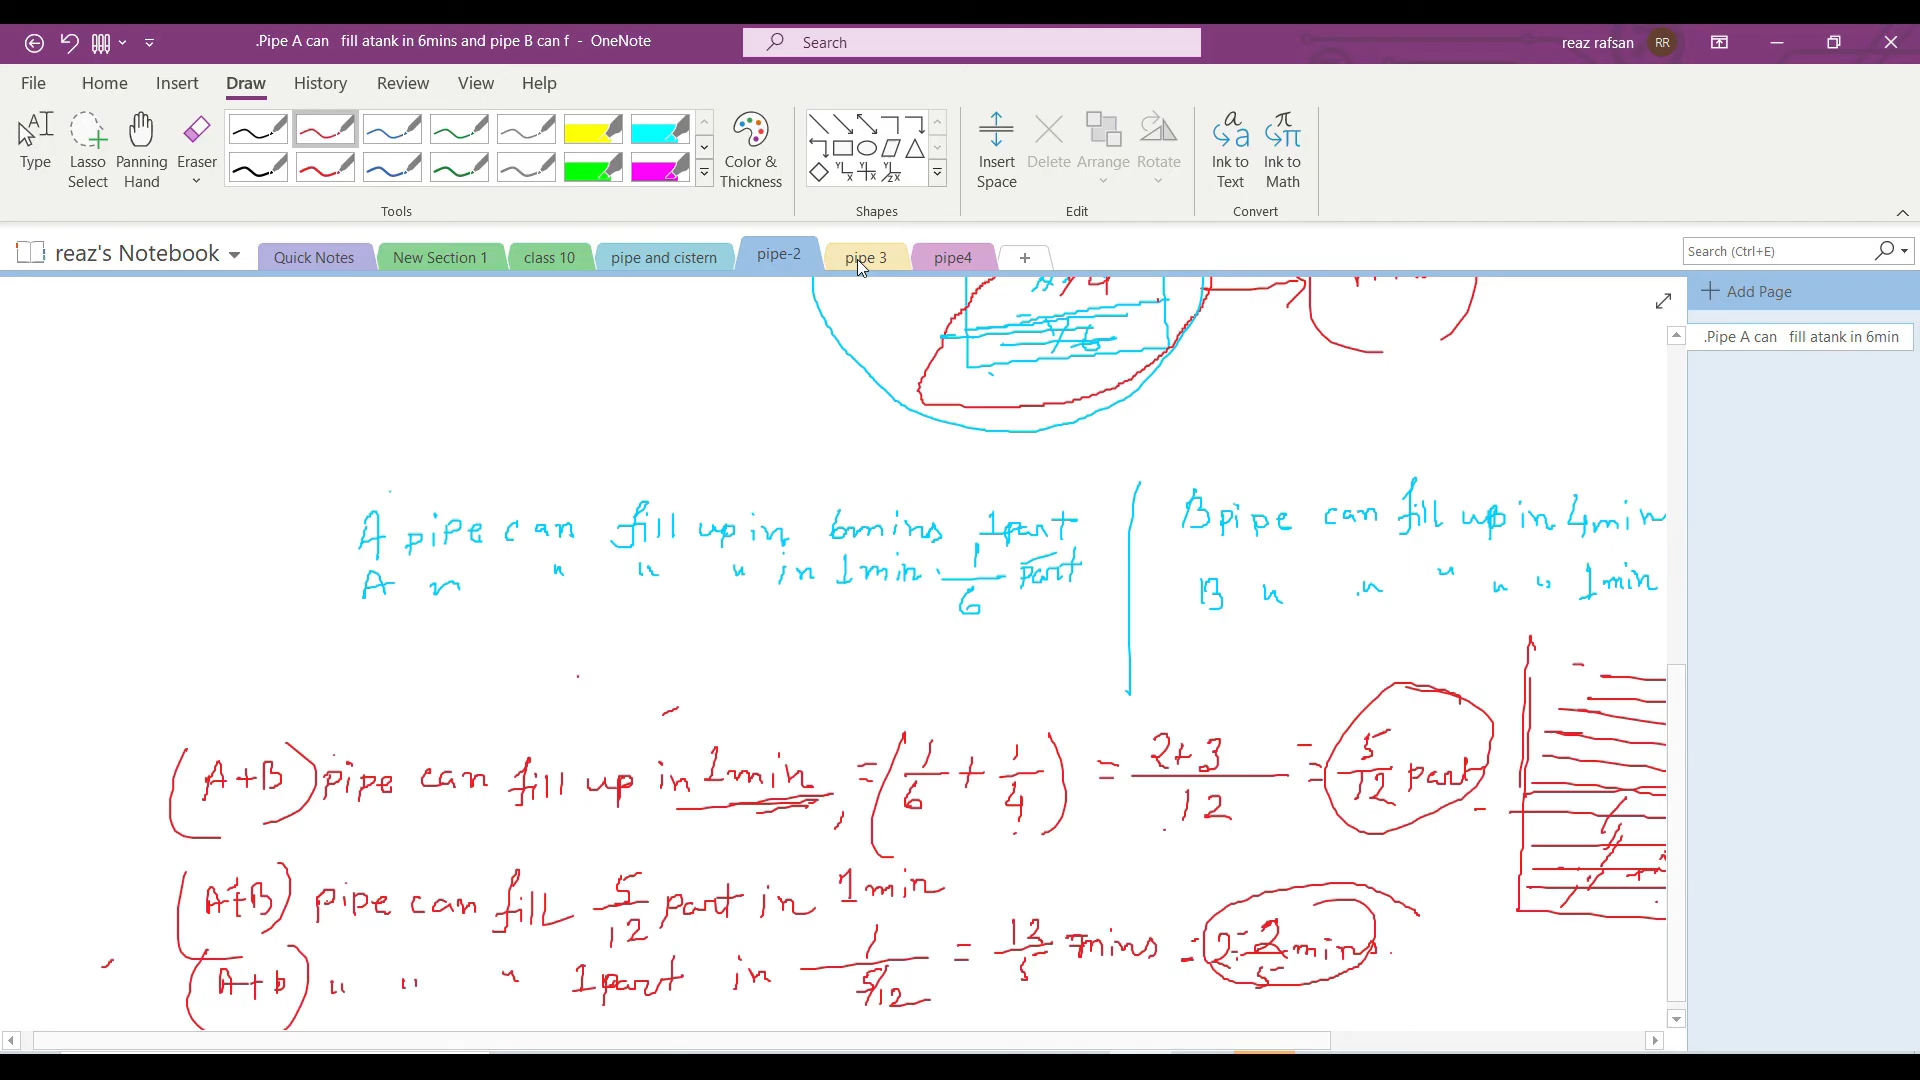 .Pipe A can fill atank in 6mins and pipe B can f - OneNote
Search
reaz rafsan RR
File Home Insert Draw History Review View Help
Type
Lasso Select
Panning Hand
Eraser
Color & Thickness
Insert Space
Delete
Arrange
Rotate
Ink to Text
Ink to Math
Tools Shapes Edit Convert
reaz's Notebook
Quick Notes
New Section 1
class 10
pipe and cistern
pipe-2
pipe 3
pipe4
Search (Ctrl+E)
Add Page
.Pipe A can fill atank in 6min
1/6
A pipe can fill up in 6mins 1part
A " " " " in 1min 1/6 part
B pipe can fill up in 4min
B " " " " " 1min
(A+B) pipe can fill up in 1min, = (1/6 + 1/4) = 2+3/12 = 5/12 part
(A+B) pipe can fill 5/12 part in 1min
(A+b) " " " 1part in 1/5/12 = 12/5 mins = 2 2/5 mins.